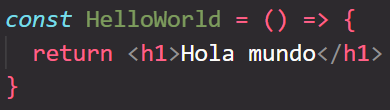 const HelloWorld = () => {
  return <h1>Hola mundo</h1>
}